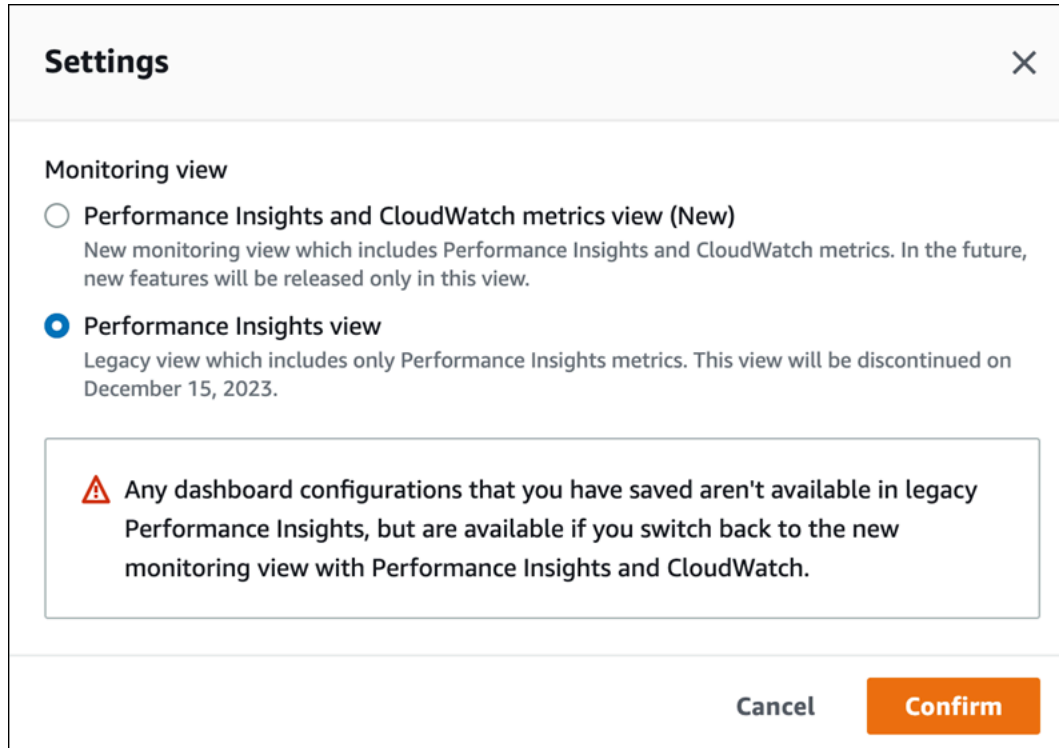 Settings
Monitoring view
Performance Insights and CloudWatch metrics view (New)
New monitoring view which includes Performance Insights and CloudWatch metrics. In the future,
new features will be released only in this view.
Performance Insights view
Legacy view which includes only Performance Insights metrics. This view will be discontinued on
December 15, 2023.
Any dashboard configurations that you have saved aren't available in legacy
Performance Insights, but are available if you switch back to the new
monitoring view with Performance Insights and CloudWatch.
Cancel
Confirm